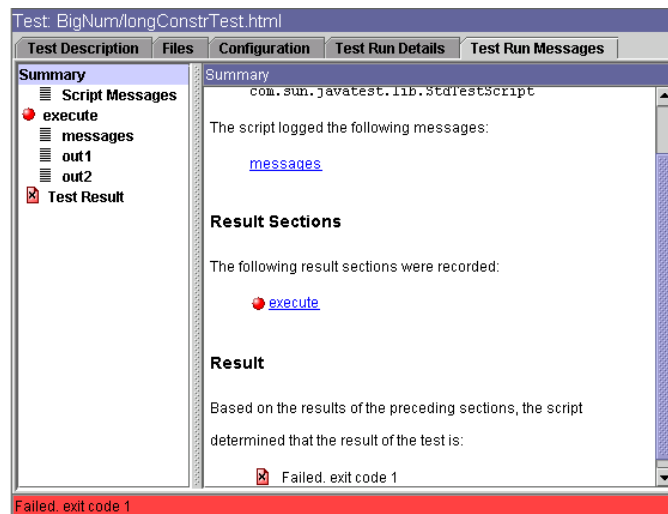 Test: BigNum/longConstrTest.html
Test Description Files Configuration Test Run Details Test Run Messages
Summary
Script Messages
execute
messages
out1
out2
Test Result
Summary
com.sun.javatest.lib.StdTestScript
The script logged the following messages:
messages
Result Sections
The following result sections were recorded:
execute
Result
Based on the results of the preceding sections, the script
determined that the result of the test is:
Failed. exit code 1
Failed. exit code 1